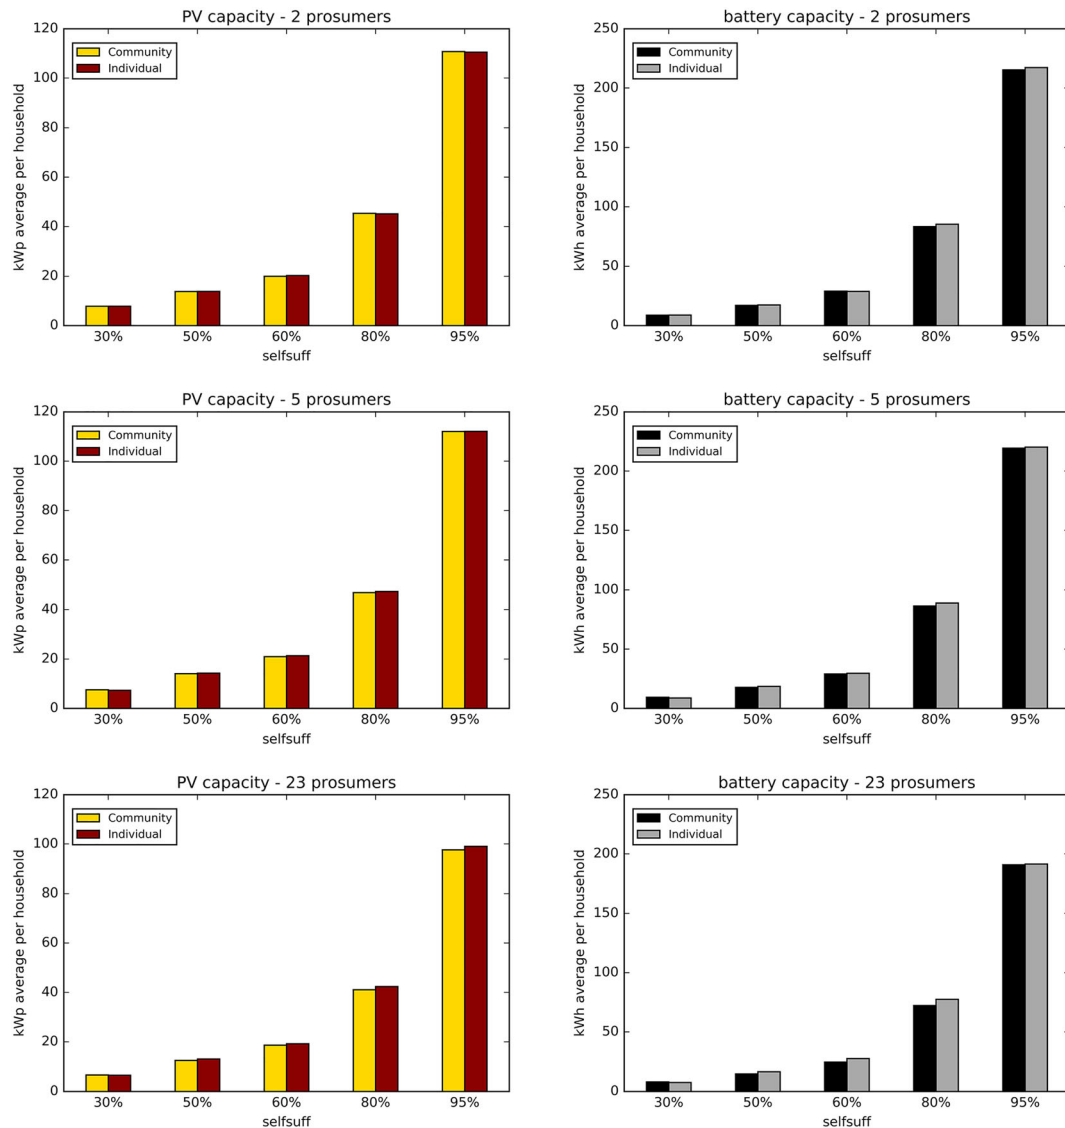 PV capacity - 2 prosumers
kWp average per household
120
100
80
60
40
20
0
Community
Individual
30% 50% 60% 80% 95%
selfsuff
battery capacity - 2 prosumers
kWh average per household
250
200
150
100
50
0
Community
Individual
30% 50% 60% 80% 95%
selfsuff
PV capacity - 5 prosumers
kWp average per household
120
100
80
60
40
20
0
Community
Individual
30% 50% 60% 80% 95%
selfsuff
battery capacity - 5 prosumers
kWh average per household
250
200
150
100
50
0
Community
Individual
30% 50% 60% 80% 95%
selfsuff
PV capacity - 23 prosumers
kWp average per household
120
100
80
60
40
20
0
Community
Individual
30% 50% 60% 80% 95%
selfsuff
battery capacity - 23 prosumers
kWh average per household
250
200
150
100
50
0
Community
Individual
30% 50% 60% 80% 95%
selfsuff